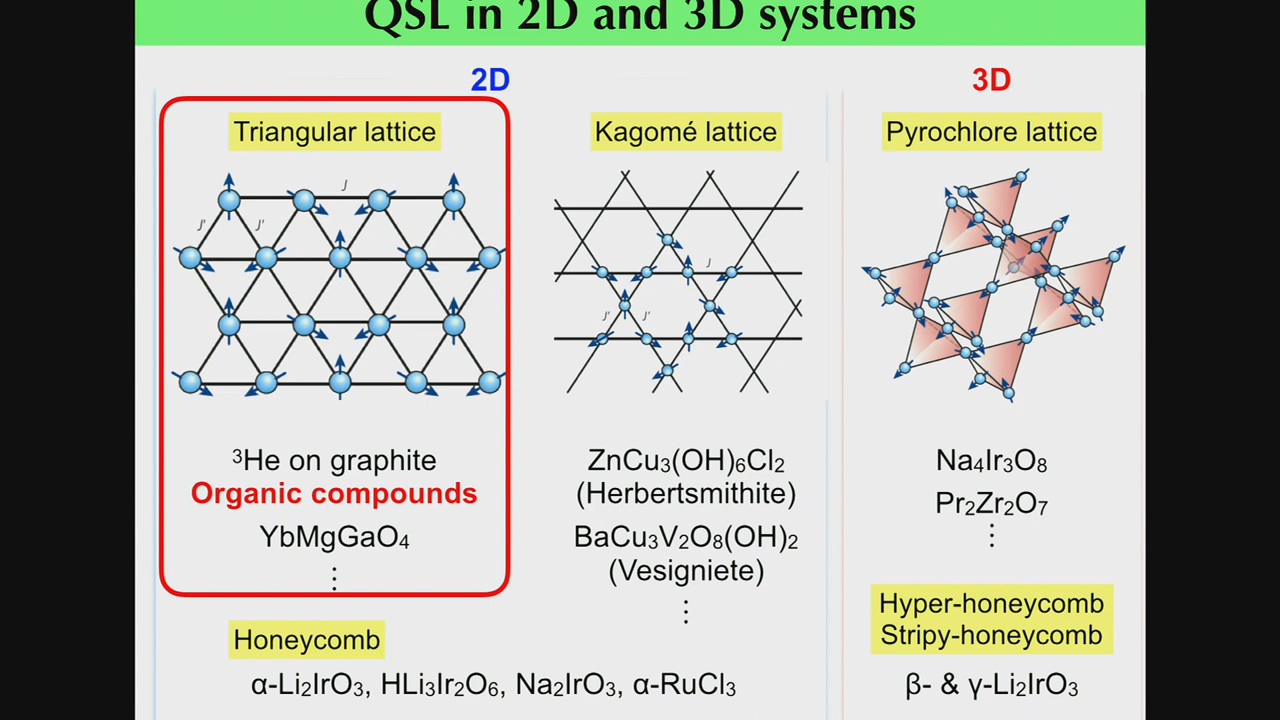 QSL in 2D and 3D systems
2D
3D
Triangular lattice
Kagomé lattice
Pyrochlore lattice
J
J'
J'
J
J'
J'
³He on graphite
Organic compounds
YbMgGaO₄
⋮
ZnCu₃(OH)₆Cl₂
(Herbertsmithite)
BaCu₃V₂O₈(OH)₂
(Vesigniete)
⋮
Na₄Ir₃O₈
Pr₂Zr₂O₇
⋮
Honeycomb
α-Li₂IrO₃, HLi₃Ir₂O₆, Na₂IrO₃, α-RuCl₃
Hyper-honeycomb
Stripy-honeycomb
β- & γ-Li₂IrO₃